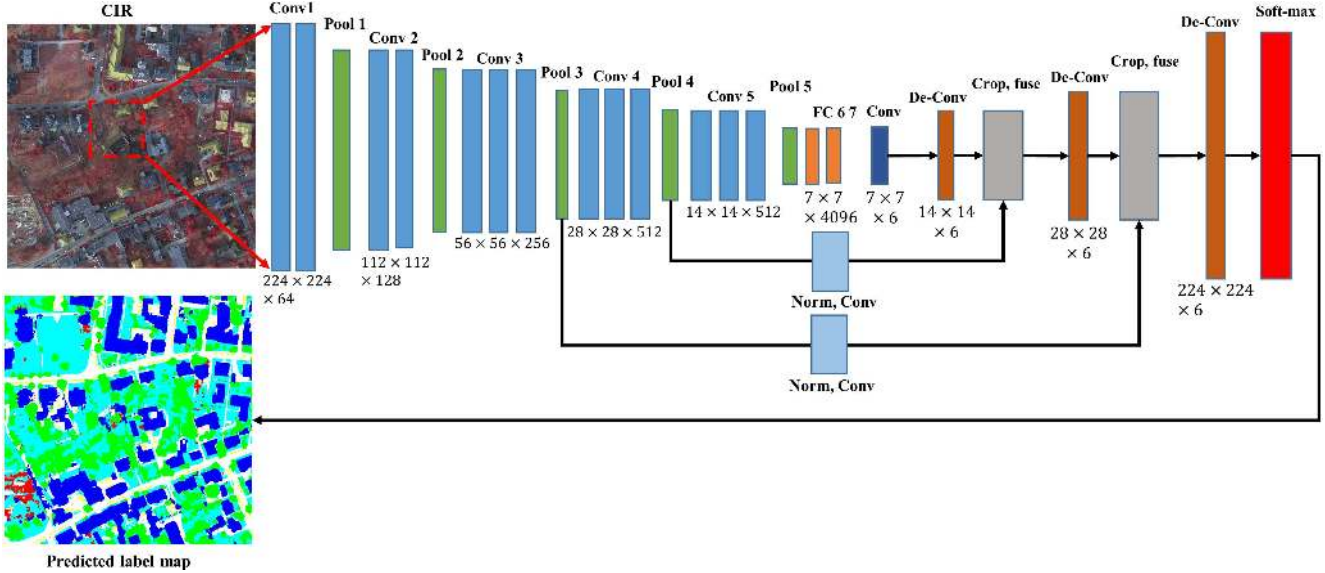 CIR
Conv1
Pool 1
Conv 2
Pool 2
Conv 3
Pool 3
Conv 4
Pool 4
Conv 5
Pool 5
FC 6 7
Conv
De-Conv
Crop, fuse
De-Conv
Crop, fuse
De-Conv
Soft-max
224 × 224
× 64
112 × 112
× 128
56 × 56 × 256
28 × 28 × 512
14 × 14 × 512
7 × 7
× 4096
7 × 7
× 6
14 × 14
× 6
28 × 28
× 6
224 × 224
× 6
Norm, Conv
Norm, Conv
Predicted label map